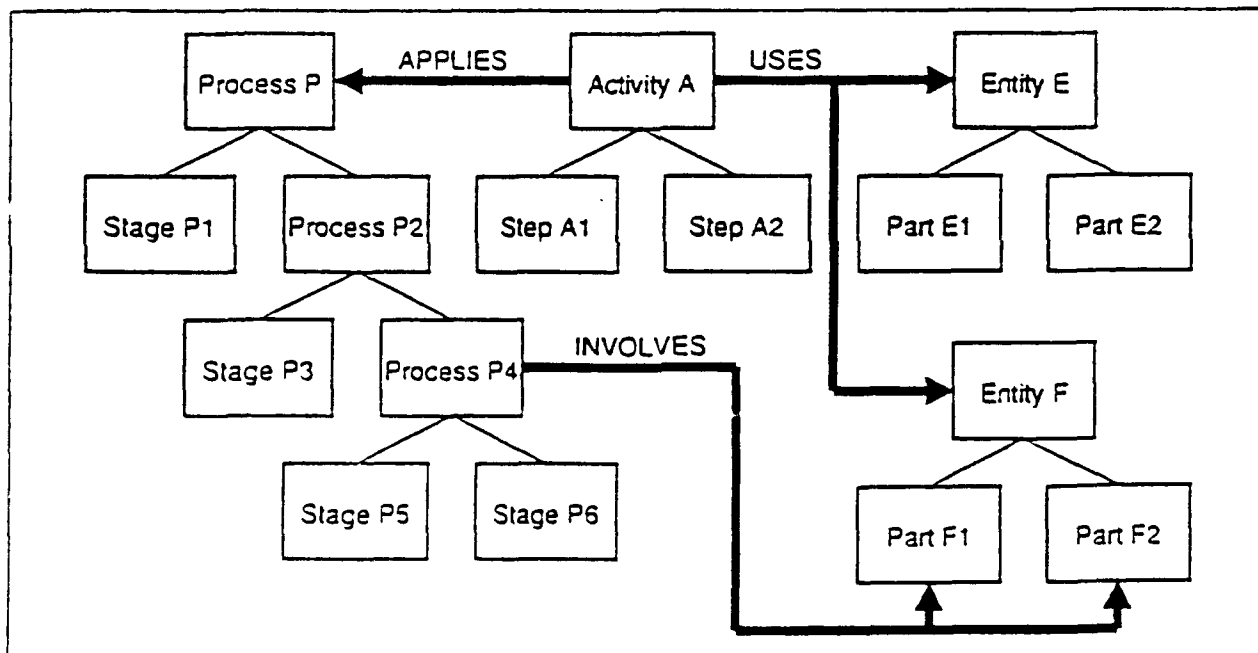 APPLIES
USES
Process P
Activity A
Entity E
Stage P1
Process P2
Step A1
Step A2
Part E1
Part E2
INVOLVES
Stage P3
Process P4
Entity F
Stage P5
Stage P6
Part F1
Part F2